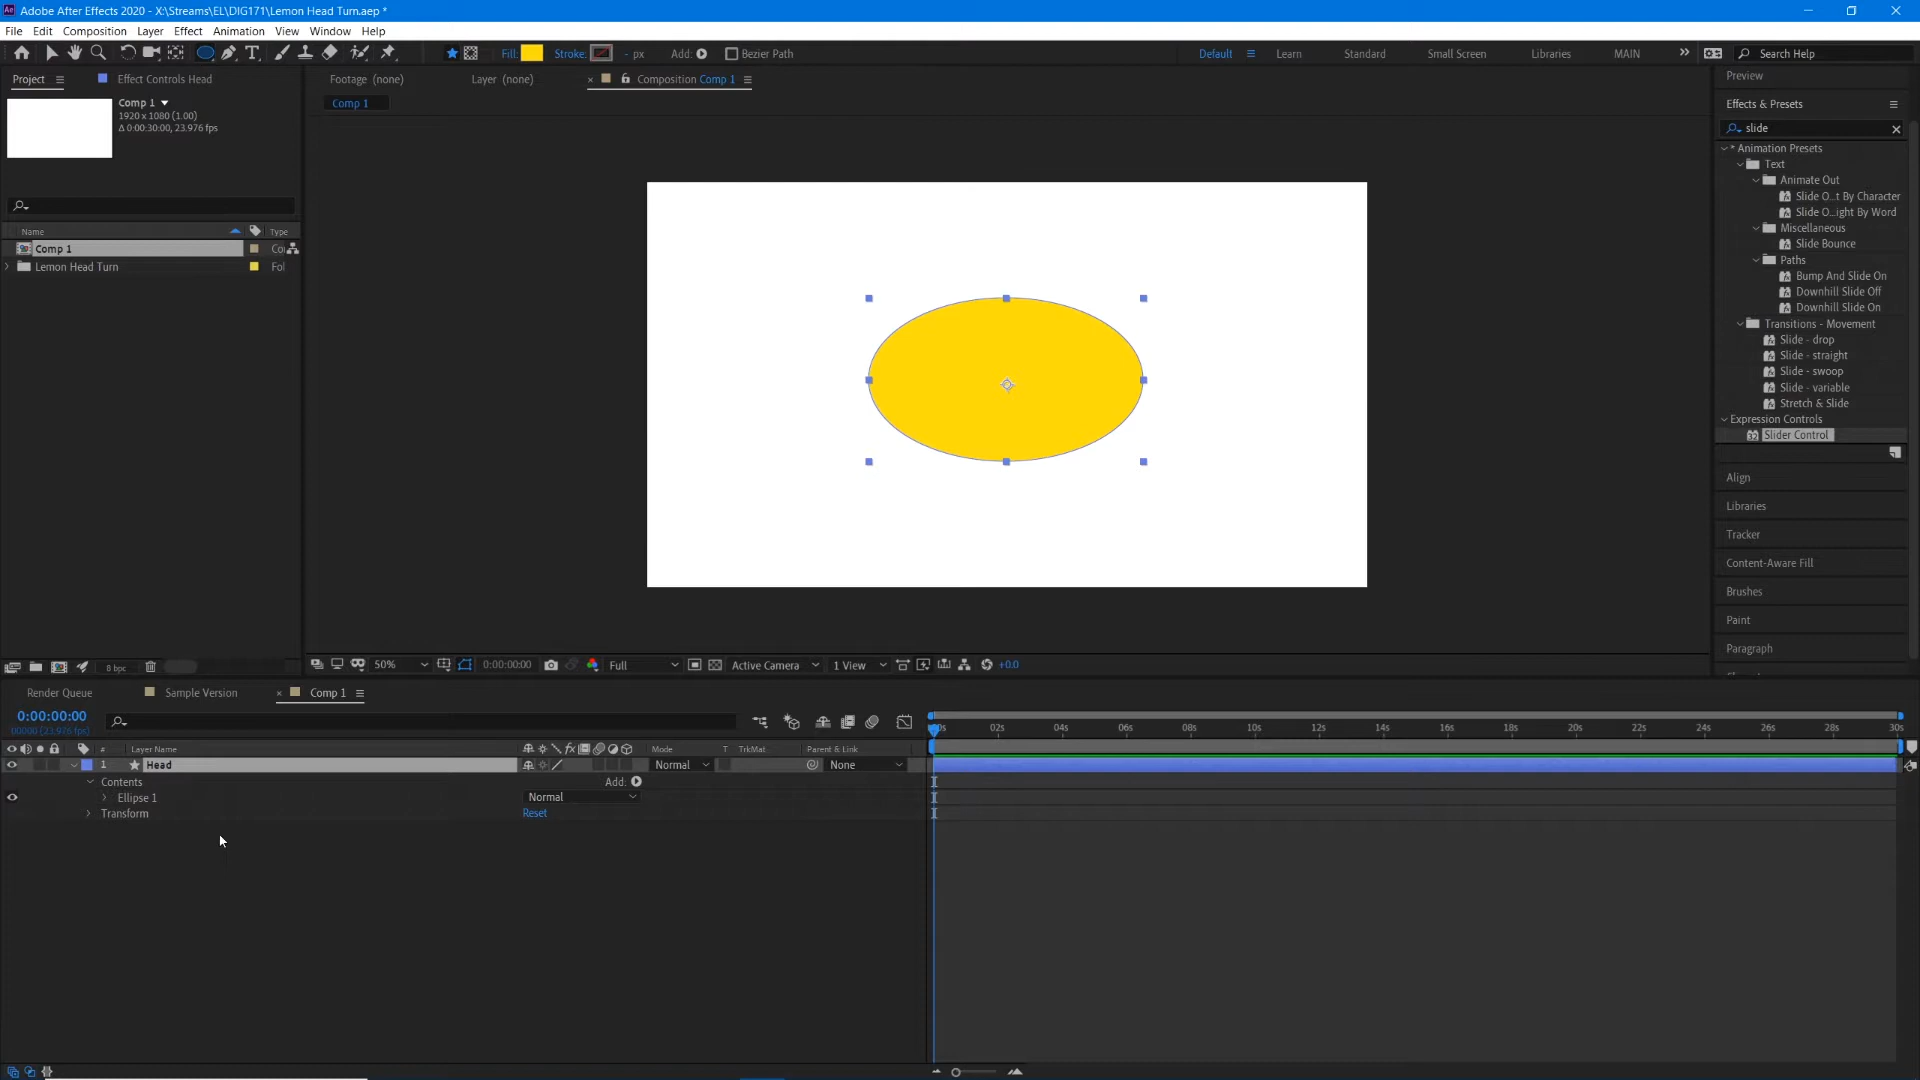 Adobe After Effects 2020 - X:\Streams\EL\DIG171\Lemon Head Turn.aep *
File Edit Composition Layer Effect Animation View Window Help
Fill: Stroke: - px Add: Bezier Path Default Learn Standard Small Screen Libraries MAIN Search Help
Project Effect Controls Head Footage (none) Layer (none) Composition Comp 1
Comp 1
1920 x 1080 (1.00)
Δ 0:00:30:00, 23.976 fps
Name Type
Comp 1 Co
Lemon Head Turn Fol
8 bpc
Comp 1
50% 0:00:00:00 Full Active Camera 1 View +0.0
Preview
Effects & Presets
slide
* Animation Presets
Text
Animate Out
Slide O...t By Character
Slide O...ight By Word
Miscellaneous
Slide Bounce
Paths
Bump And Slide On
Downhill Slide Off
Downhill Slide On
Transitions - Movement
Slide - drop
Slide - straight
Slide - swoop
Slide - variable
Stretch & Slide
Expression Controls
Slider Control
Align
Libraries
Tracker
Content-Aware Fill
Brushes
Paint
Paragraph
Render Queue Sample Version Comp 1
0:00:00:00
00000 (23.976 fps)
02s 04s 06s 08s 10s 12s 14s 16s 18s 20s 22s 24s 26s 28s 30s
# Layer Name Mode T TrkMat Parent & Link
1 Head Normal None
Contents Add:
Ellipse 1 Normal
Transform Reset